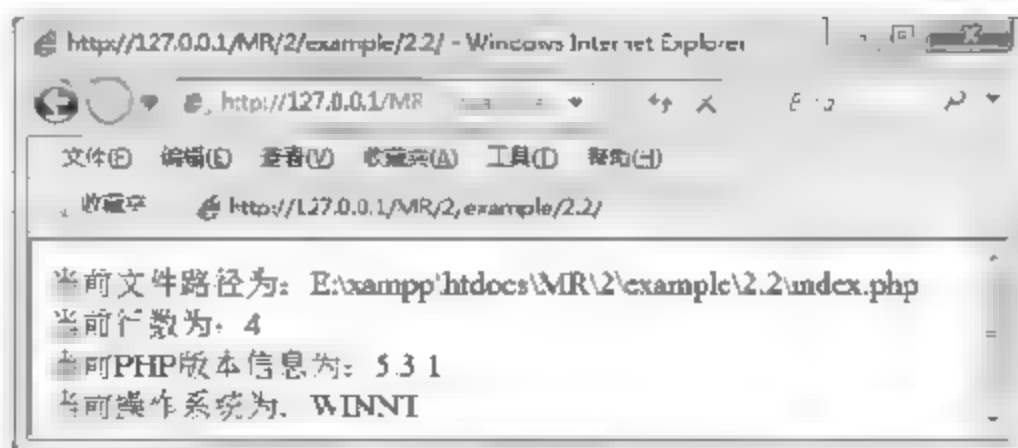 http://127.0.0.1/MR/2/example/2.2/ - Windows Internet Explorer
http://127.0.0.1/MR
文件(F) 编辑(E) 查看(V) 收藏夹(A) 工具(T) 帮助(H)
收藏夹 http://127.0.0.1/MR/2/example/2.2/
当前文件路径为：E:\xampp\htdocs\MR\2\example\2.2\index.php
当前行数为：4
当前PHP版本信息为：5.3.1
当前操作系统为：WINNT